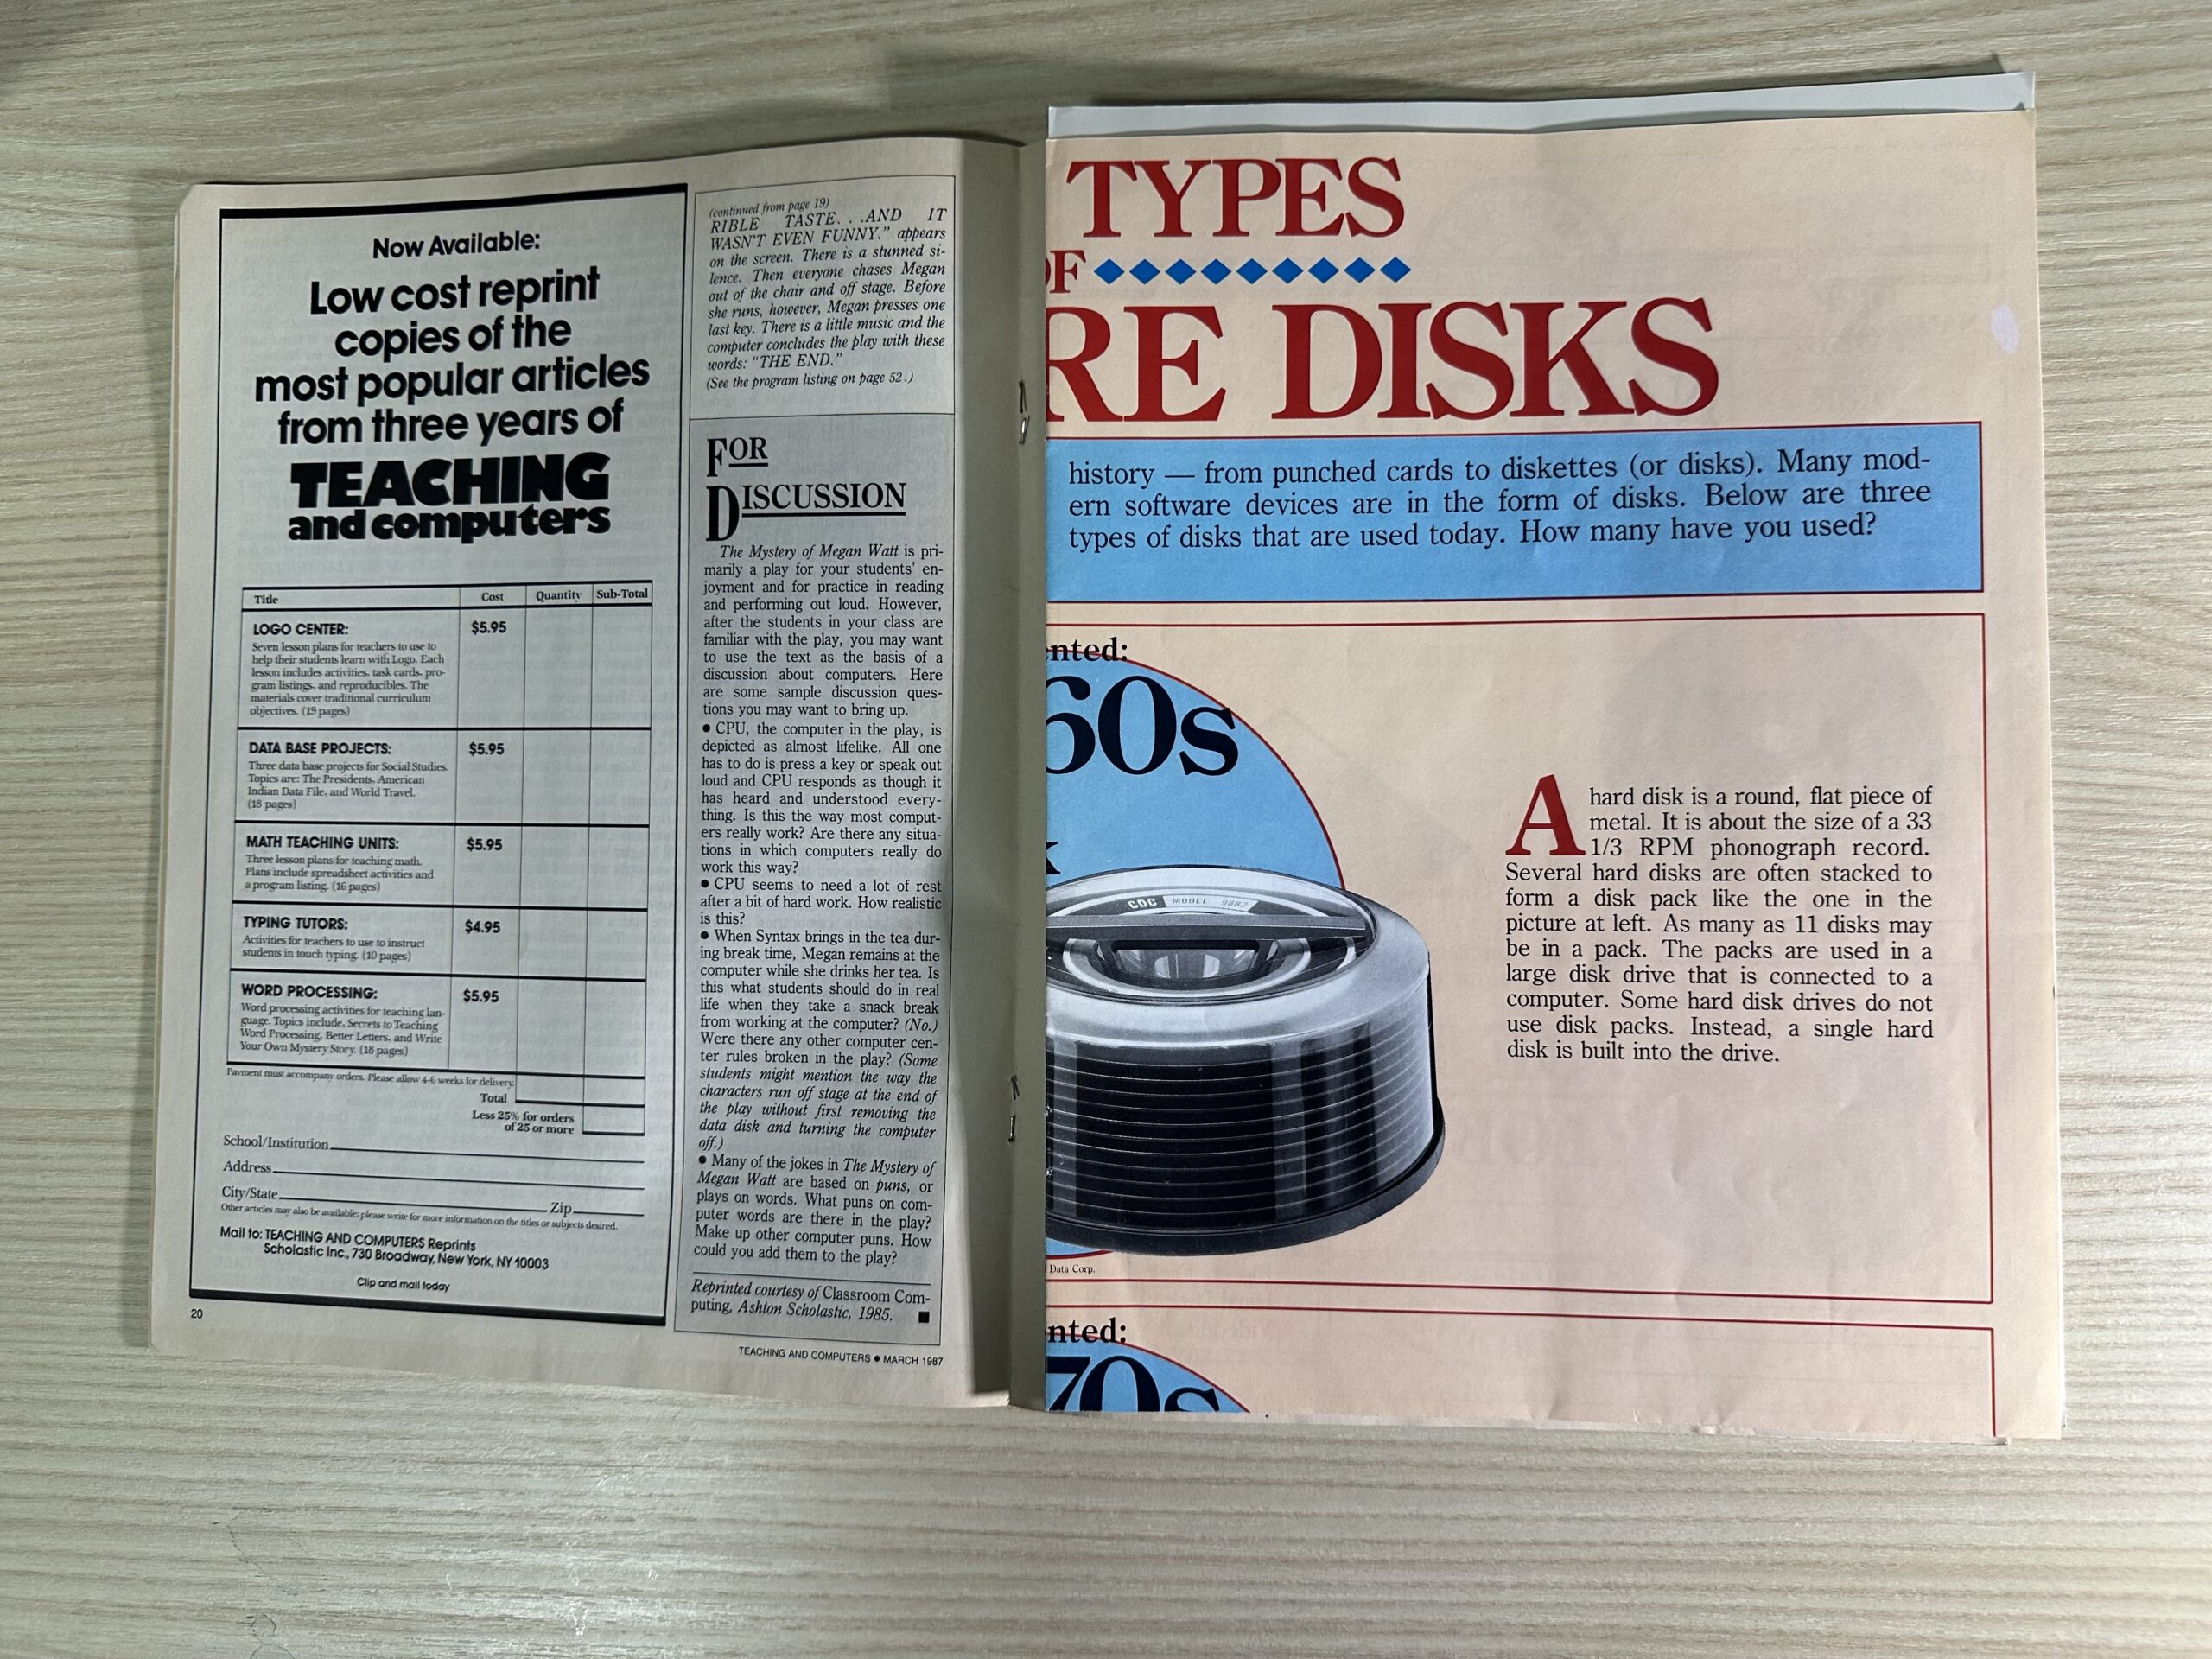 Now Available:
Low cost reprint
copies of the
most popular articles
from three years of
TEACHING
and computers
Title Cost Quantity Sub-Total
LOGO CENTER: $5.95
Seven lesson plans for teachers to use to
help their students learn with Logo. Each
lesson includes activities, task cards, pro-
gram listings, and reproducibles. The
materials cover traditional curriculum
objectives. (19 pages)
DATA BASE PROJECTS: $5.95
Three data base projects for Social Studies.
Topics are: The Presidents, American
Indian Data File, and World Travel.
(18 pages)
MATH TEACHING UNITS: $5.95
Three lesson plans for teaching math.
Plans include spreadsheet activities and
a program listing. (16 pages)
TYPING TUTORS: $4.95
Activities for teachers to use to instruct
students in touch typing. (10 pages)
WORD PROCESSING: $5.95
Word processing activities for teaching lan-
guage. Topics include, Secrets to Teaching
Word Processing, Better Letters, and Write
Your Own Mystery Story. (18 pages)
Payment must accompany orders. Please allow 4-6 weeks for delivery.
Total
Less 25% for orders
of 25 or more
School/Institution
Address
City/State Zip
Other articles may also be available; please write for more information on the titles or subjects desired.
Mail to: TEACHING AND COMPUTERS Reprints
Scholastic Inc., 730 Broadway, New York, NY 10003
Clip and mail today
20
(continued from page 19)
RIBLE TASTE. . .AND IT
WASN'T EVEN FUNNY." appears
on the screen. There is a stunned si-
lence. Then everyone chases Megan
out of the chair and off stage. Before
she runs, however, Megan presses one
last key. There is a little music and the
computer concludes the play with these
words: "THE END."
(See the program listing on page 52.)
FOR
DISCUSSION
The Mystery of Megan Watt is pri-
marily a play for your students' en-
joyment and for practice in reading
and performing out loud. However,
after the students in your class are
familiar with the play, you may want
to use the text as the basis of a
discussion about computers. Here
are some sample discussion ques-
tions you may want to bring up.
● CPU, the computer in the play, is
depicted as almost lifelike. All one
has to do is press a key or speak out
loud and CPU responds as though it
has heard and understood every-
thing. Is this the way most comput-
ers really work? Are there any situa-
tions in which computers really do
work this way?
● CPU seems to need a lot of rest
after a bit of hard work. How realistic
is this?
● When Syntax brings in the tea dur-
ing break time, Megan remains at the
computer while she drinks her tea. Is
this what students should do in real
life when they take a snack break
from working at the computer? (No.)
Were there any other computer cen-
ter rules broken in the play? (Some
students might mention the way the
characters run off stage at the end of
the play without first removing the
data disk and turning the computer
off.)
● Many of the jokes in The Mystery of
Megan Watt are based on puns, or
plays on words. What puns on com-
puter words are there in the play?
Make up other computer puns. How
could you add them to the play?
Reprinted courtesy of Classroom Com-
puting, Ashton Scholastic, 1985. ■
TEACHING AND COMPUTERS ● MARCH 1987
TYPES
OF
RE DISKS
history — from punched cards to diskettes (or disks). Many mod-
ern software devices are in the form of disks. Below are three
types of disks that are used today. How many have you used?
nted:
60s
k
CDC MODEL 9882
A hard disk is a round, flat piece of
metal. It is about the size of a 33
1/3 RPM phonograph record.
Several hard disks are often stacked to
form a disk pack like the one in the
picture at left. As many as 11 disks may
be in a pack. The packs are used in a
large disk drive that is connected to a
computer. Some hard disk drives do not
use disk packs. Instead, a single hard
disk is built into the drive.
Data Corp.
nted:
70s